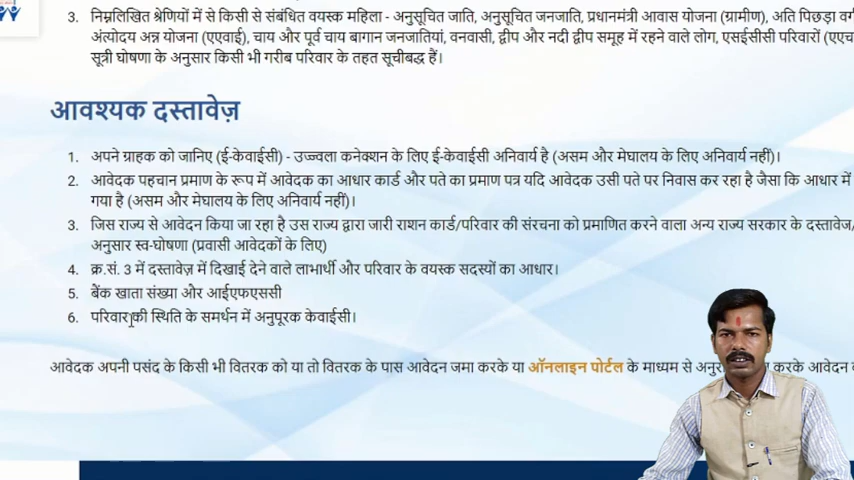 3. निम्नलिखित श्रेणियों में से किसी से संबंधित वयस्क महिला - अनुसूचित जाति, अनुसूचित जनजाति, प्रधानमंत्री आवास योजना (ग्रामीण), अति पिछड़ा
अंत्योदय अन्न योजना (एएवाई), चाय और पूर्व चाय बागान जनजातियां, वनवासी, द्वीप और नदी द्वीप समूह में रहने वाले लोग, एसईसीसी परिवारों
सूत्री घोषणा के अनुसार किसी भी गरीब परिवार के तहत सूचीबद्ध हैं।
आवश्यक दस्तावेज़
1. अपने ग्राहक को जानिए (ई-केवाईसी) - उज्ज्वला कनेक्शन के लिए ई-केवाईसी अनिवार्य है (असम और मेघालय के लिए अनिवार्य नहीं)।
2. आवेदक पहचान प्रमाण के रूप में आवेदक का आधार कार्ड और पते का प्रमाण पत्र यदि आवेदक उसी पते पर निवास कर रहा है जैसा कि आधार में
गया है (असम और मेघालय के लिए अनिवार्य नहीं)।
3. जिस राज्य से आवेदन किया जा रहा है उस राज्य द्वारा जारी राशन कार्ड/परिवार की संरचना को प्रमाणित करने वाला अन्य राज्य सरकार के दस्तावेज/
अनुसार स्व-घोषणा (प्रवासी आवेदकों के लिए)
4. क्र.सं. 3 में दस्तावेज़ में दिखाई देने वाले लाभार्थी और परिवार के वयस्क सदस्यों का आधार।
5. बैंक खाता संख्या और आईएफएससी
6. परिवार की स्थिति के समर्थन में अनुपूरक केवाईसी।
आवेदक अपनी पसंद के किसी भी वितरक को या तो वितरक के पास आवेदन जमा करके या ऑनलाइन पोर्टल के माध्यम से करके आवेदन